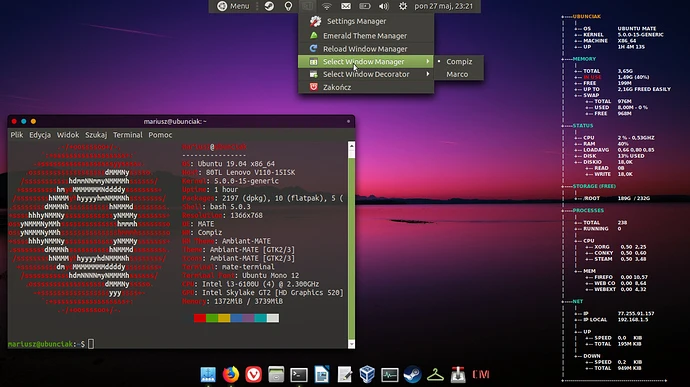 Menu
pon 27 maj, 23:21
Settings Manager
Emerald Theme Manager
Reload Window Manager
Select Window Manager
Select Window Decorator
Zakończ
Compiz
Marco
mariusz@ubunciak: ~
Plik Edycja Widok Szukaj Terminal Pomoc
mariusz@ubunciak
OS: Ubuntu 19.04 x86_64
Host: 80TL Lenovo V110-15ISK
Kernel: 5.0.0-15-generic
Uptime: 1 hour
Packages: 2197 (dpkg), 10 (flatpak), 5 (
Shell: bash 5.0.3
Resolution: 1366x768
DE: MATE
WM: Compiz
WM Theme: Ambiant-MATE
Theme: Ambiant-MATE [GTK2/3]
Icons: Ambiant-MATE [GTK2/3]
Terminal: mate-terminal
Terminal Font: Ubuntu Mono 12
CPU: Intel i3-6100U (4) @ 2.300GHz
GPU: Intel Skylake GT2 [HD Graphics 520]
Memory: 1372MiB / 3739MiB
mariusz@ubunciak:~$
UBUNCIAK
OS UBUNTU MATE
KERNEL 5.0.0-15-GENERIC
MACHINE X86_64
UP 1H 4M 13S
MEMORY
TOTAL 3,65G
IN USE 1,49G (40%)
FREE
UP TO 2,16G FREED EASILY
SWAP
TOTAL 976M
USED 8,00M - 0 %
FREE 968M
STATUS
CPU 2 % - 0,53GHZ
RAM 40%
LOADAVG 0,66 0,80 0,85
DISK 13% USED
DISKIO 18,0K
READ 0B
WRITE 18,0K
STORAGE (FREE)
/ROOT 189G / 232G
PROCESSES
TOTAL 238
RUNNING 0
CPU
XORG 0,50 2,25
CONKY 0,50 0,60
STEAM 0,50 3,48
MEM
FIREFO 0,00 10,57
WEB CO 0,00 8,64
WEBEXT 0,00 4,32
NET
IP 77.255.91.157
IP LOCAL 192.168.1.5
UP
SPEED 0,0 KIB
TOTAL 195M KIB
DOWN
SPEED 0,2 KIB
TOTAL 949M KIB